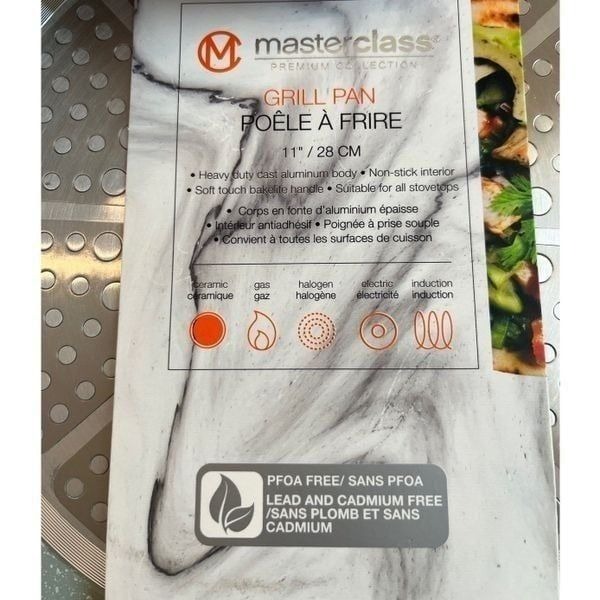 MC masterclass®
PREMIUM COLLECTION
GRILL PAN
POÊLE À FRIRE
11" / 28 CM
• Heavy duty cast aluminum body • Non-stick interior
• Soft touch bakelite handle • Suitable for all stovetops
• Corps en fonte d'aluminium épaisse
• Intérieur antiadhésif • Poignée à prise souple
• Convient à toutes les surfaces de cuisson
ceramic gas halogen electric induction
céramique gaz halogène électricité induction
PFOA FREE/ SANS PFOA
LEAD AND CADMIUM FREE
/SANS PLOMB ET SANS
CADMIUM